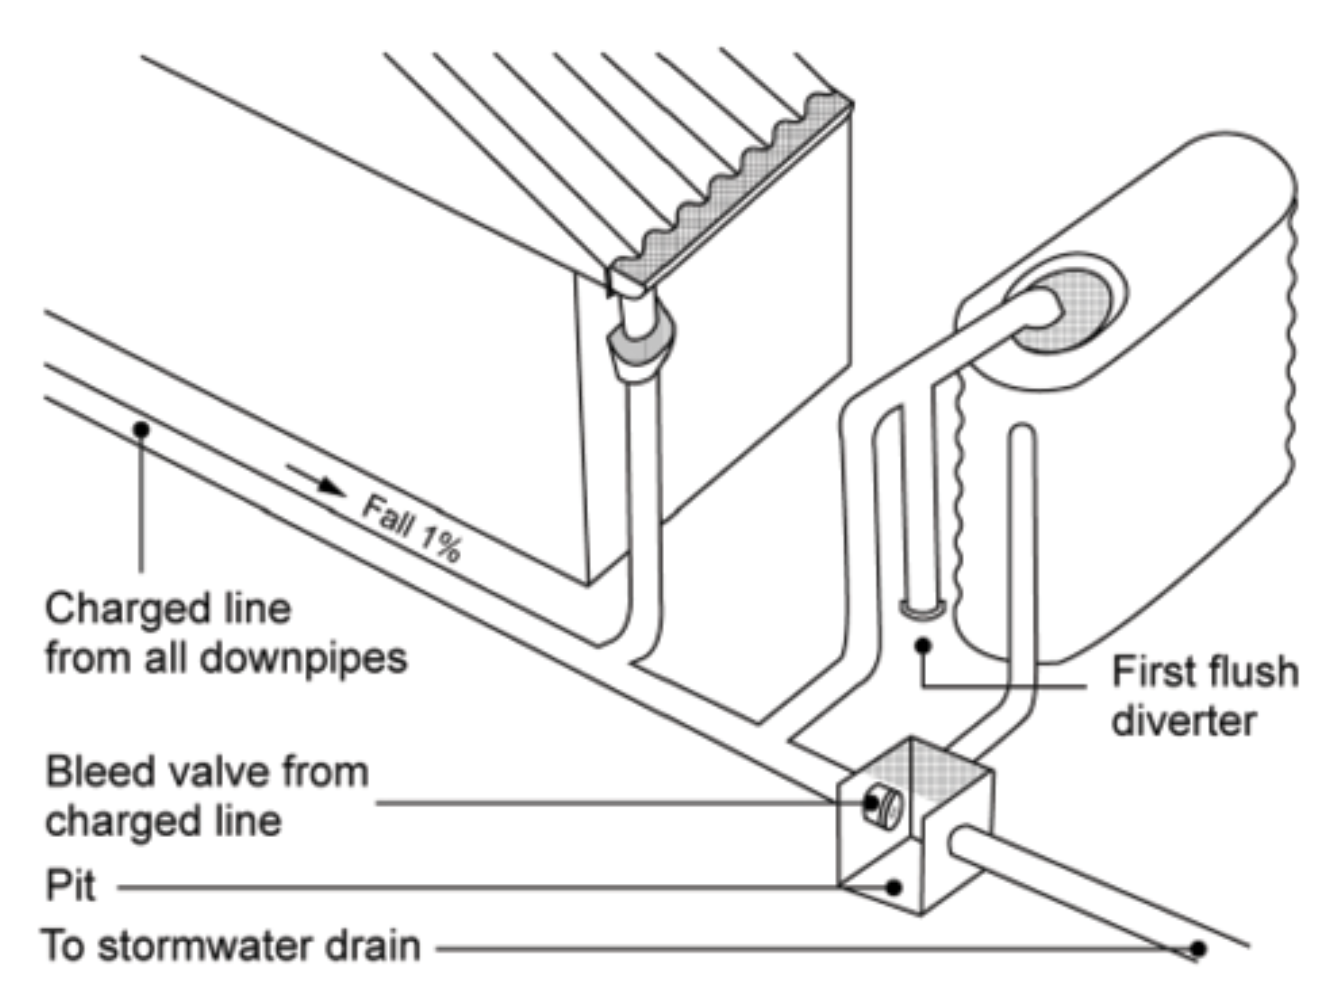 Fall 1%
Charged line
from all downpipes
First flush
diverter
Bleed valve from
charged line
Pit
To stormwater drain